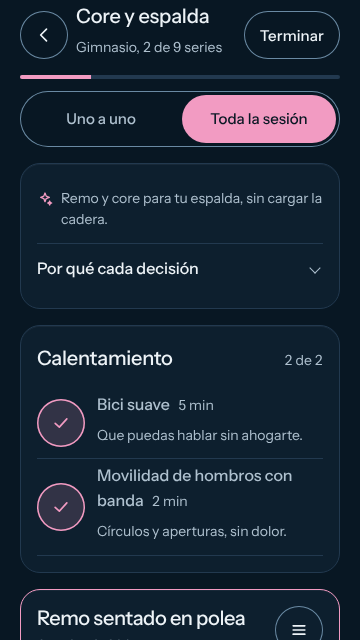 Core y espalda
Gimnasio, 2 de 9 series
Terminar
Uno a uno
Toda la sesión
Remo y core para tu espalda, sin cargar la
cadera.
Por qué cada decisión
Calentamiento
2 de 2
Bici suave 5 min
Que puedas hablar sin ahogarte.
Movilidad de hombros con
banda 2 min
Círculos y aperturas, sin dolor.
Remo sentado en polea